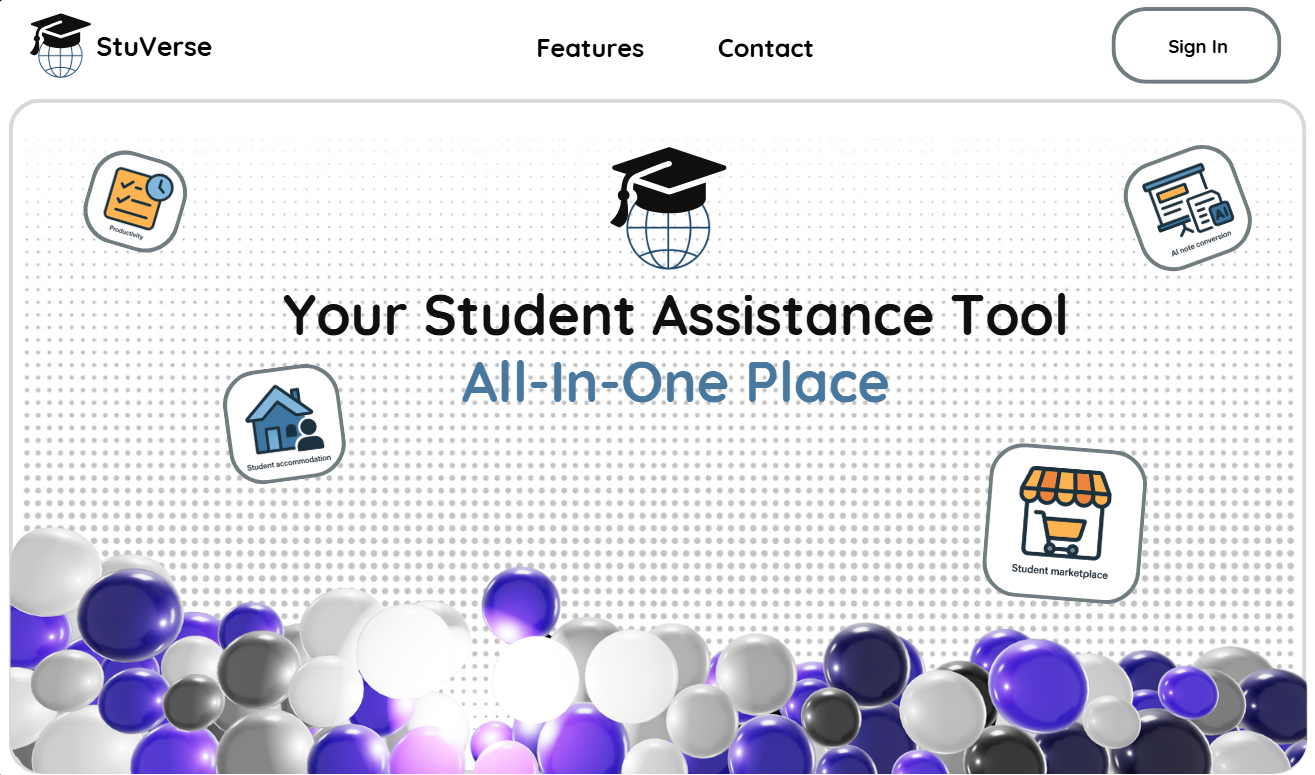 StuVerse
Features
Contact
Sign In
Productivity
AI
AI note conversion
Your Student Assistance Tool
All-In-One Place
Student accommodation
Student marketplace